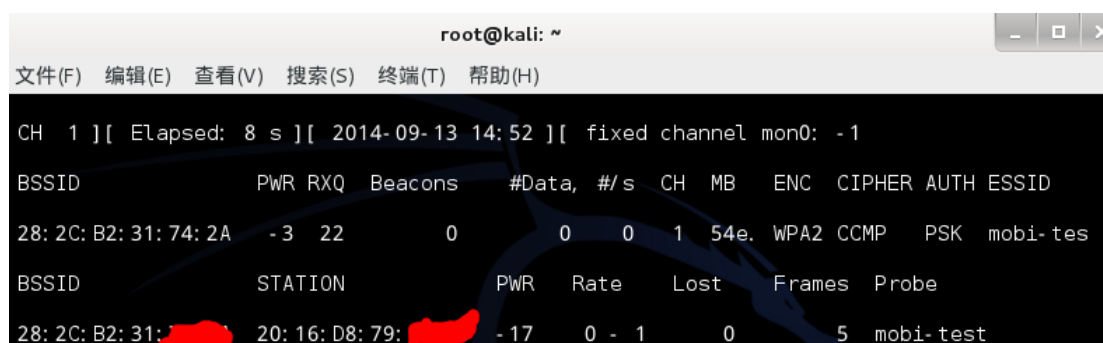 root@kali: ~
文件(F) 编辑(E) 查看(V) 搜索(S) 终端(T) 帮助(H)
CH 1 ][ Elapsed: 8 s ][ 2014-09-13 14:52 ][ fixed channel mon0: -1
BSSID PWR RXQ Beacons #Data, #/s CH MB ENC CIPHER AUTH ESSID
28:2C:B2:31:74:2A -3 22 0 0 0 1 54e. WPA2 CCMP PSK mobi-tes
BSSID STATION PWR Rate Lost Frames Probe
28:2C:B2:31: 20:16:D8:79: -17 0 - 1 0 5 mobi-test